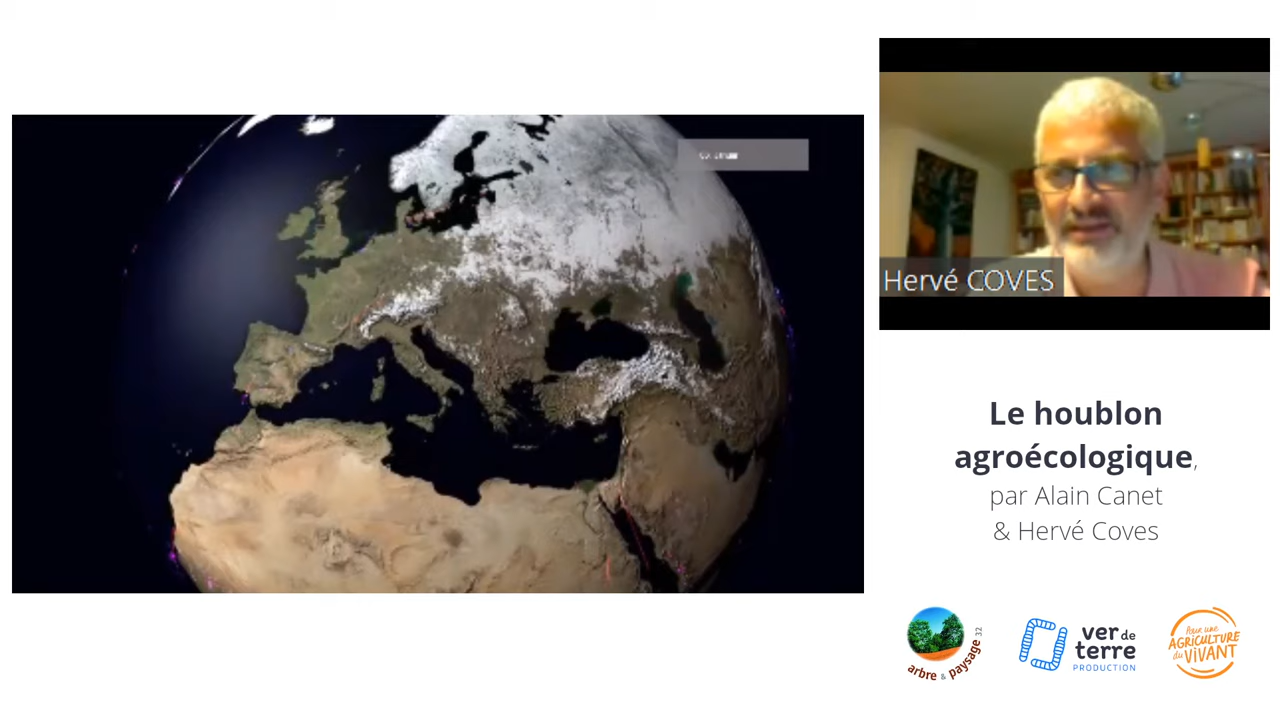 Hervé COVES
Le houblon
agroécologique,
par Alain Canet
& Hervé Coves
arbre & paysage 32
ver de
terre
PRODUCTION
Pour une
AGRICULTURE
du VIVANT